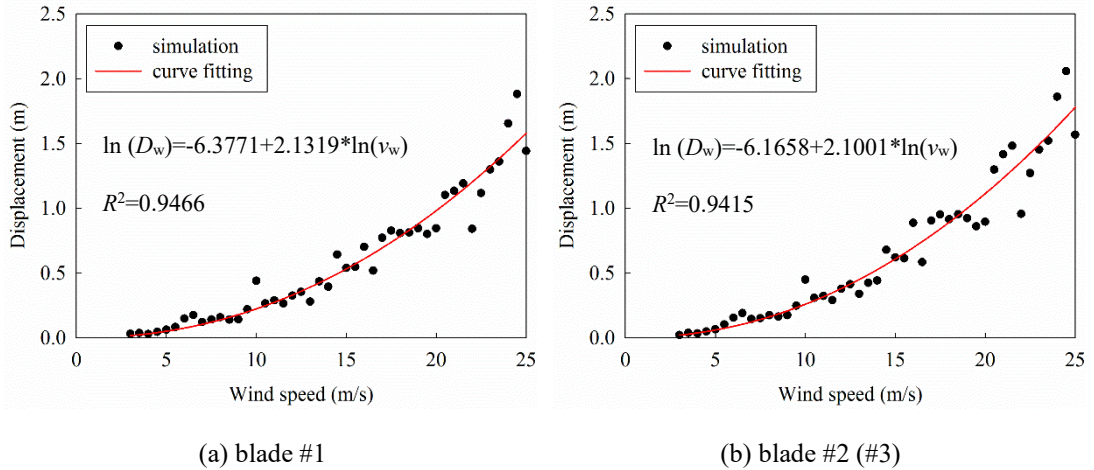 2.5
2.0
1.5
1.0
0.5
0.0
Displacement (m)
simulation
curve fitting
ln (Dw)=-6.3771+2.1319*ln(vw)
R²=0.9466
0 5 10 15 20 25
Wind speed (m/s)
(a) blade #1
2.5
2.0
1.5
1.0
0.5
0.0
Displacement (m)
simulation
curve fitting
ln (Dw)=-6.1658+2.1001*ln(vw)
R²=0.9415
0 5 10 15 20 25
Wind speed (m/s)
(b) blade #2 (#3)